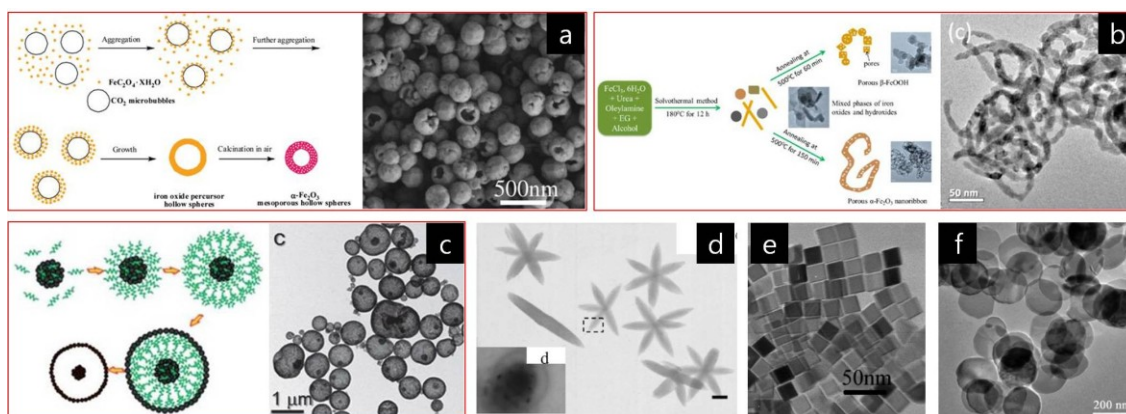 Aggregation
Further aggregation
FeC₂O₄· XH₂O
CO₂ microbubbles
Growth
Calcination in air
iron oxide percursor
hollow spheres
α-Fe₂O₃
mesoporous hollow spheres
a
500nm
FeCl₃, 6H₂O
+ Urea +
Oleylamine
+ EG +
Alcohol
Solvothermal method
180°C for 12 h
Annealing at
500°C for 60 min
pores
Porous β-FeOOH
Mixed phases of iron
oxides and hydroxides
Annealing at
500°C for 150 min
Porous α-Fe₂O₃ nanoribbon
(c)
b
50 nm
C
c
1 μm
d
d
e
50nm
f
200 nm